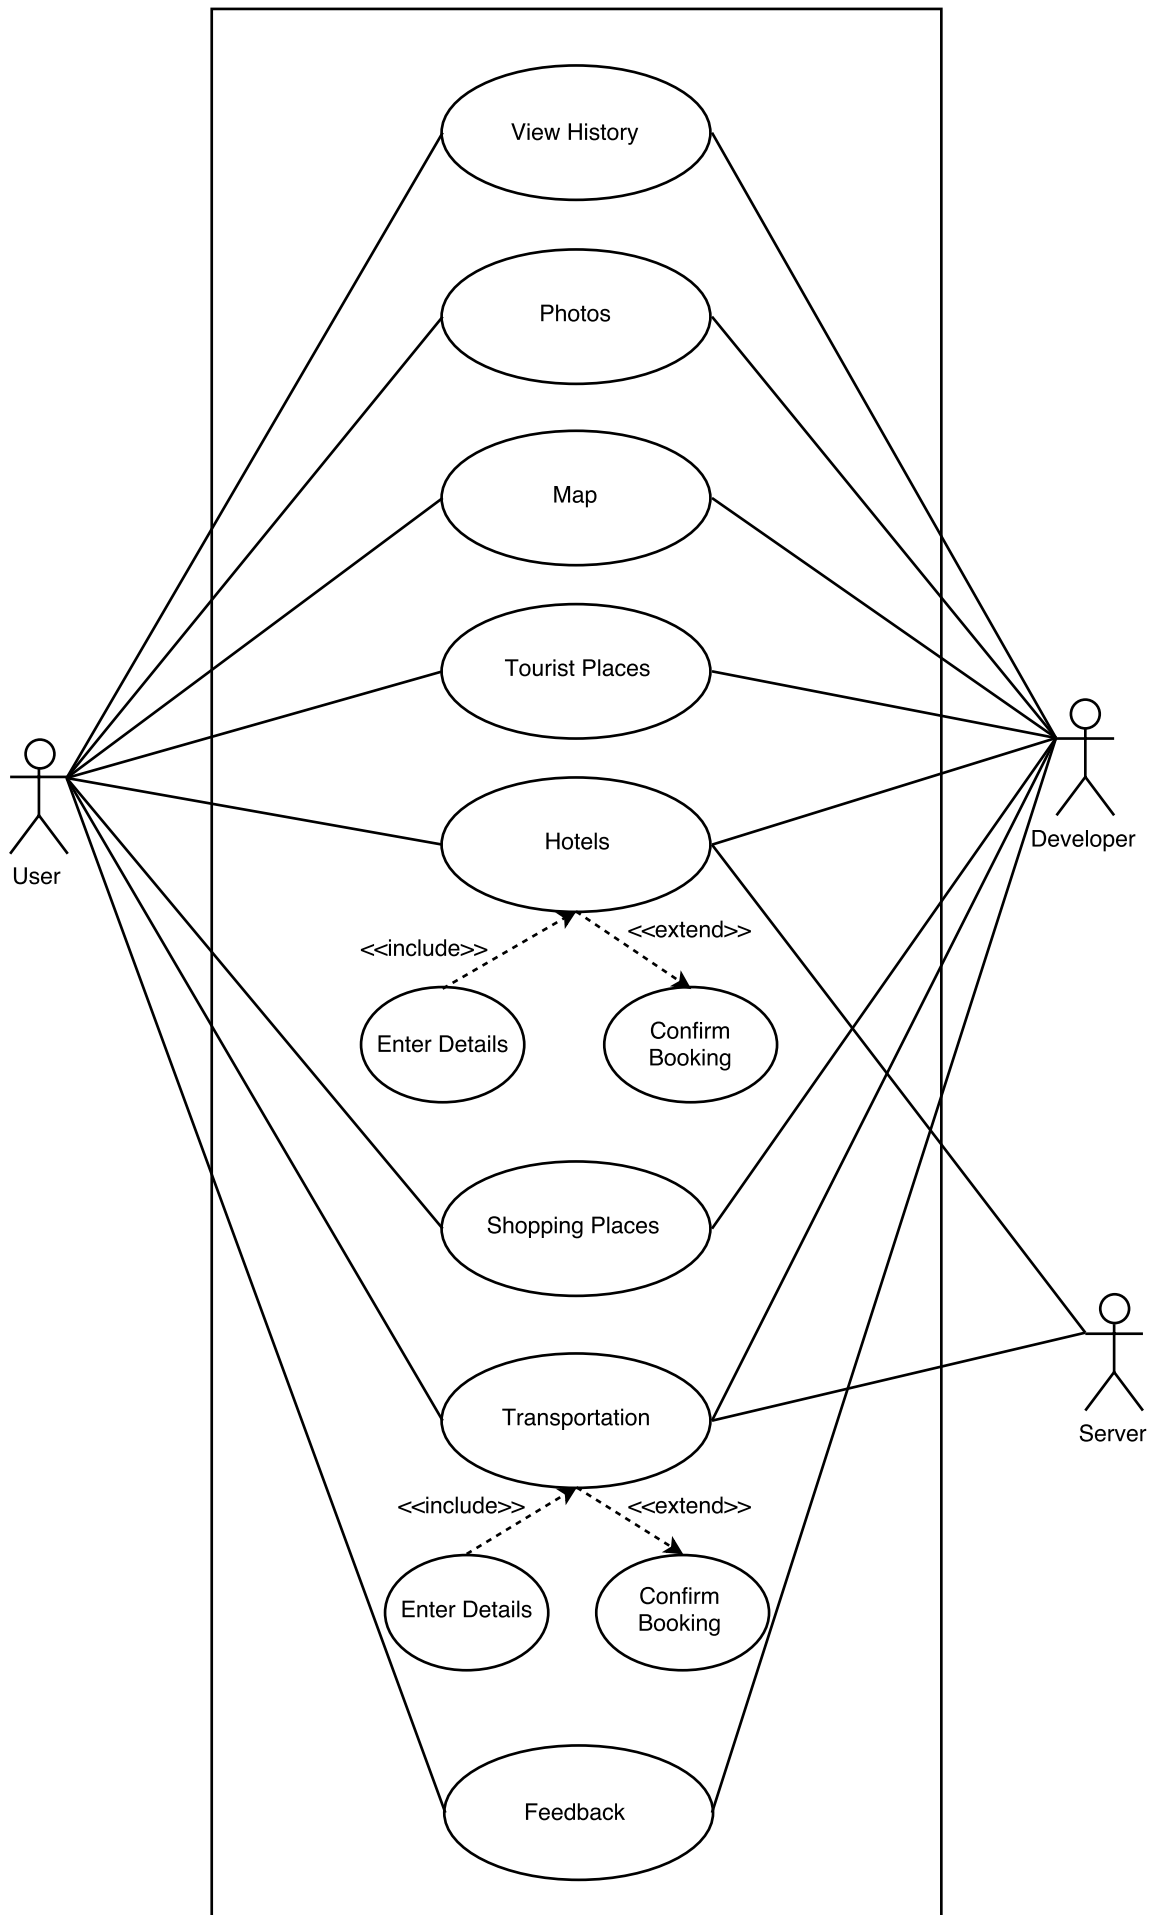 View History
Photos
Map
Tourist Places
Hotels
User
Developer
<<include>>
<<extend>>
Enter Details
Confirm
Booking
Shopping Places
Transportation
Server
<<include>>
<<extend>>
Enter Details
Confirm
Booking
Feedback